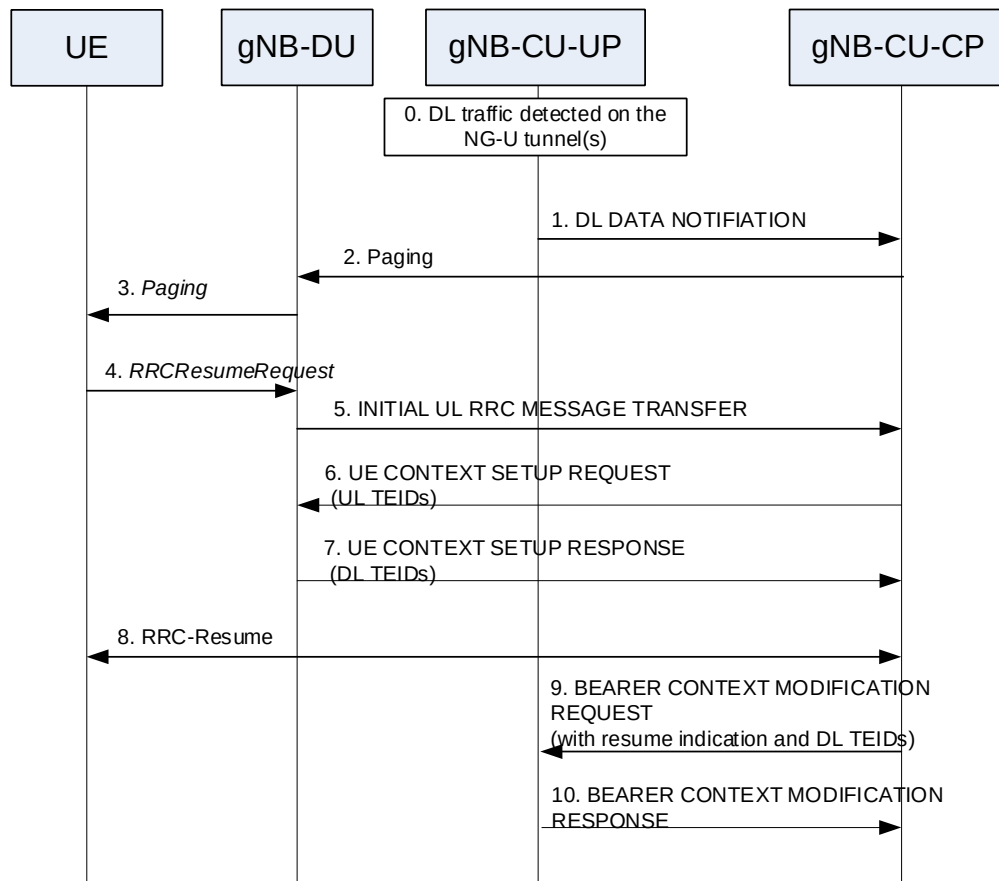 UE
gNB-DU
gNB-CU-UP
gNB-CU-CP
0. DL traffic detected on the
NG-U tunnel(s)
1. DL DATA NOTIFIATION
2. Paging
3. Paging
4. RRCResumeRequest
5. INITIAL UL RRC MESSAGE TRANSFER
6. UE CONTEXT SETUP REQUEST
(UL TEIDs)
7. UE CONTEXT SETUP RESPONSE
(DL TEIDs)
8. RRC-Resume
9. BEARER CONTEXT MODIFICATION
REQUEST
(with resume indication and DL TEIDs)
10. BEARER CONTEXT MODIFICATION
RESPONSE